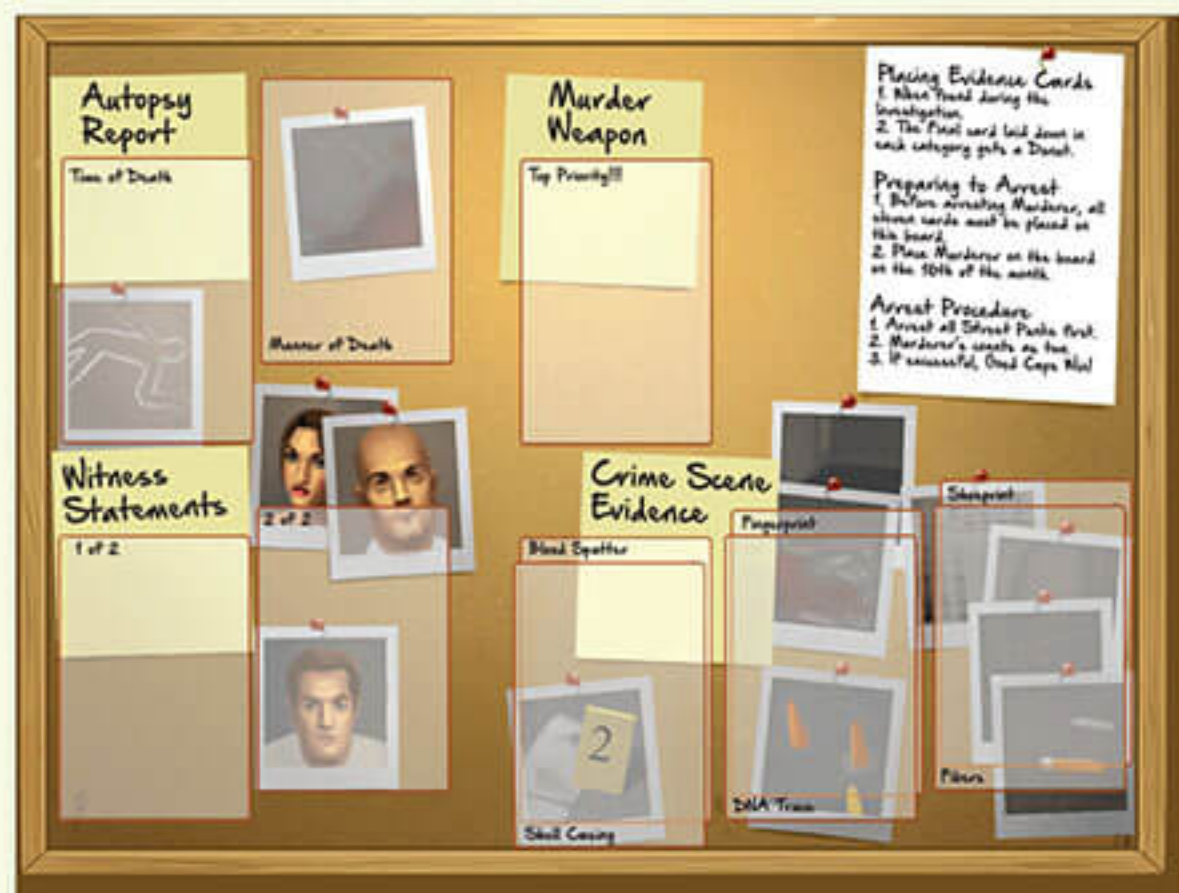 Autopsy
Report
Time of Death
Manner of Death
Murder
Weapon
Top Priority!!!
Placing Evidence Cards
1. When found during the
investigation.
2. The final card laid down in
each category gets a Donut.
Preparing to Arrest
1. Before arresting Murderer, all
eleven cards must be placed on
this board.
2. Place Murderer on the board
on the 10th of the month.
Arrest Procedure
1. Arrest all Street Punks first.
2. Murderer's counts as two.
3. If successful, Good Cops Win!
Witness
Statements
1 of 2
2 of 2
Crime Scene
Evidence
Blood Spatter
Shell Casing
2
Fingerprint
DNA Trace
Shoeprint
Fibers